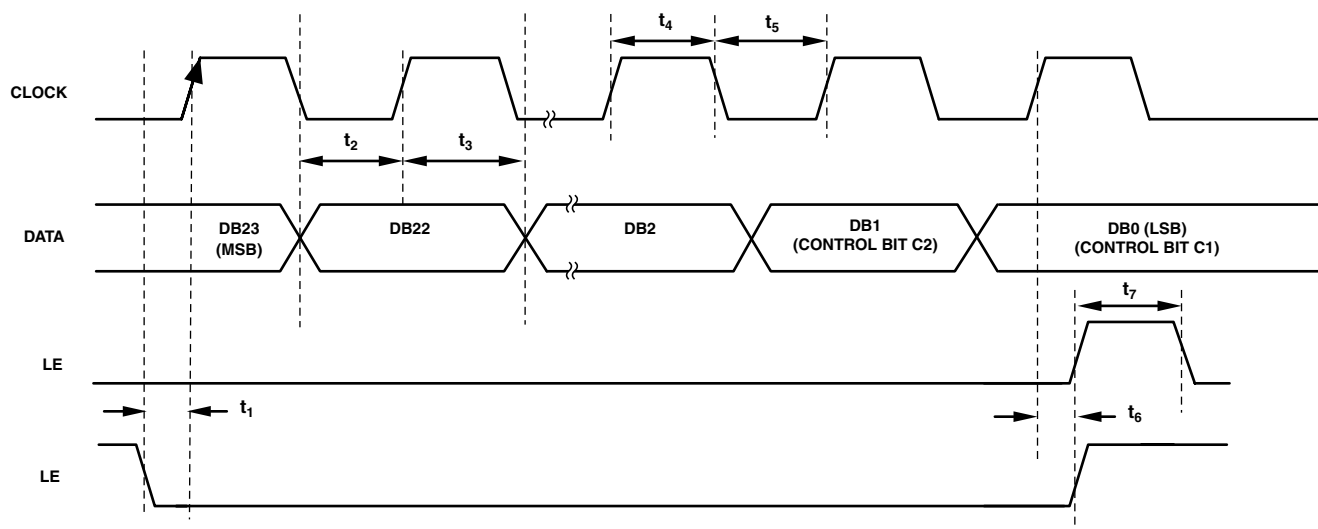 t4
t5
CLOCK
t2
t3
DATA
DB23
(MSB)
DB22
DB2
DB1
(CONTROL BIT C2)
DB0 (LSB)
(CONTROL BIT C1)
t7
LE
t1
t6
LE